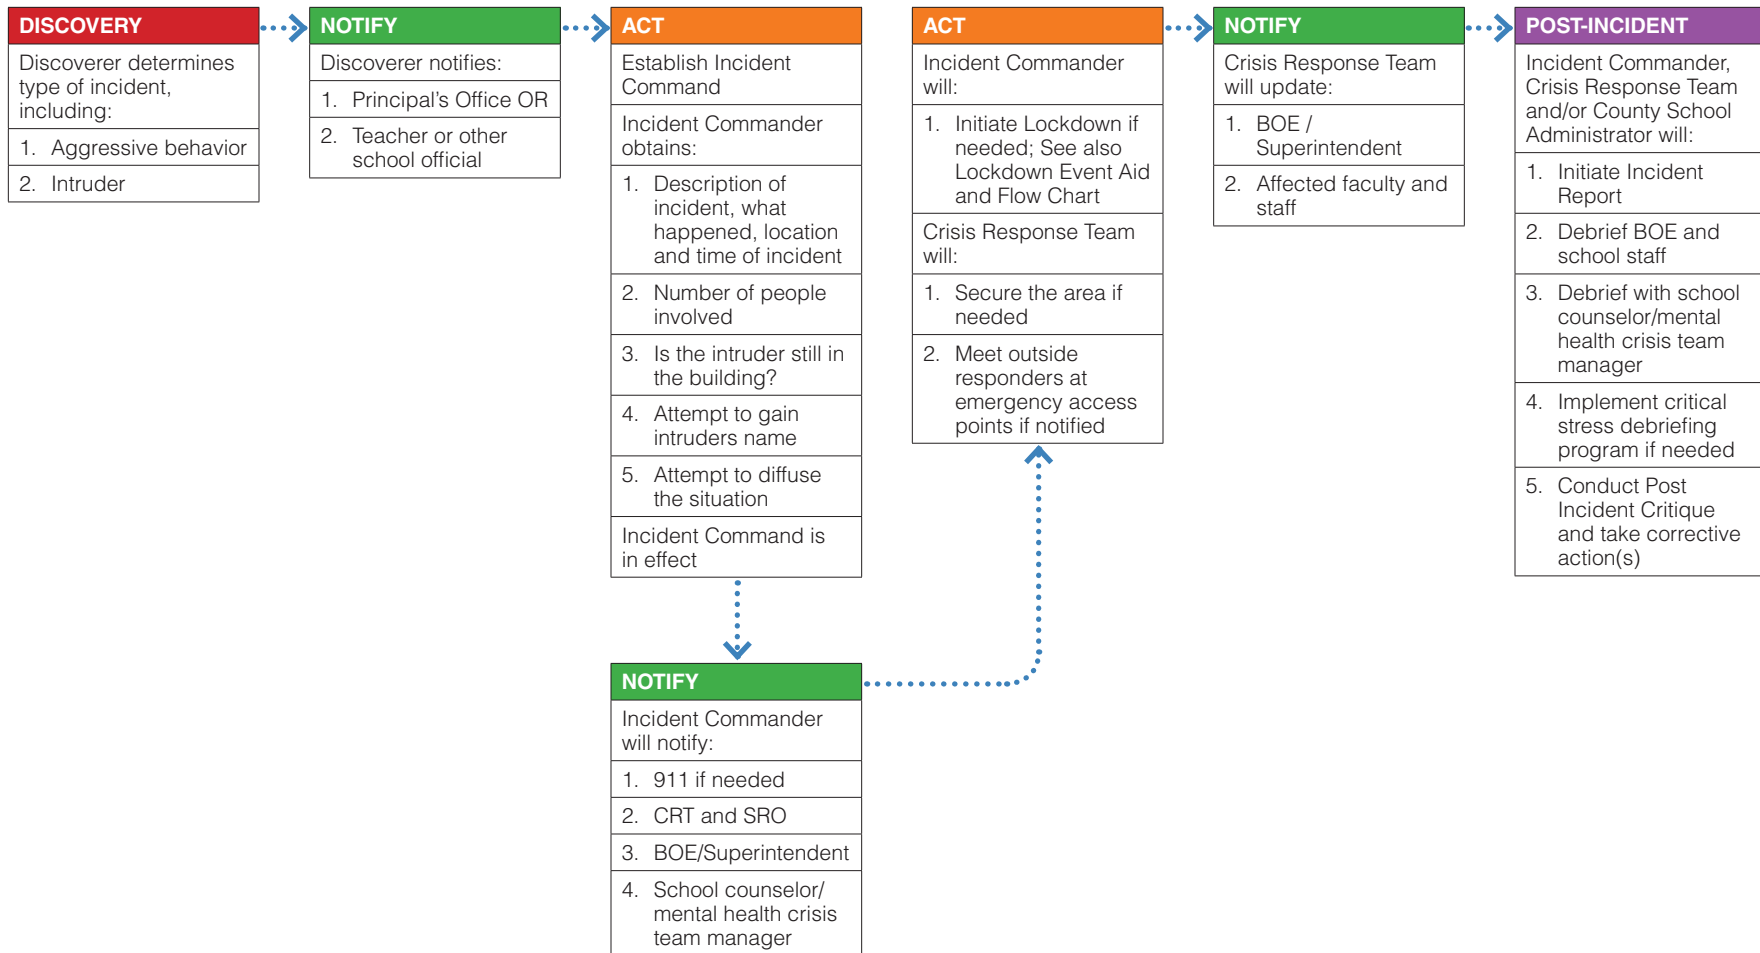 DISCOVERY
Discoverer determines
type of incident,
including:
1. Aggressive behavior
2. Intruder
NOTIFY
Discoverer notifies:
1. Principal's Office OR
2. Teacher or other
school official
ACT
Establish Incident
Command
Incident Commander
obtains:
1. Description of
incident, what
happened, location
and time of incident
2. Number of people
involved
3. Is the intruder still in
the building?
4. Attempt to gain
intruders name
5. Attempt to diffuse
the situation
Incident Command is
in effect
NOTIFY
Incident Commander
will notify:
1. 911 if needed
2. CRT and SRO
3. BOE/Superintendent
4. School counselor/
mental health crisis
team manager
ACT
Incident Commander
will:
1. Initiate Lockdown if
needed; See also
Lockdown Event Aid
and Flow Chart
Crisis Response Team
will:
1. Secure the area if
needed
2. Meet outside
responders at
emergency access
points if notified
NOTIFY
Crisis Response Team
will update:
1. BOE /
Superintendent
2. Affected faculty and
staff
POST-INCIDENT
Incident Commander,
Crisis Response Team
and/or County School
Administrator will:
1. Initiate Incident
Report
2. Debrief BOE and
school staff
3. Debrief with school
counselor/mental
health crisis team
manager
4. Implement critical
stress debriefing
program if needed
5. Conduct Post
Incident Critique
and take corrective
action(s)